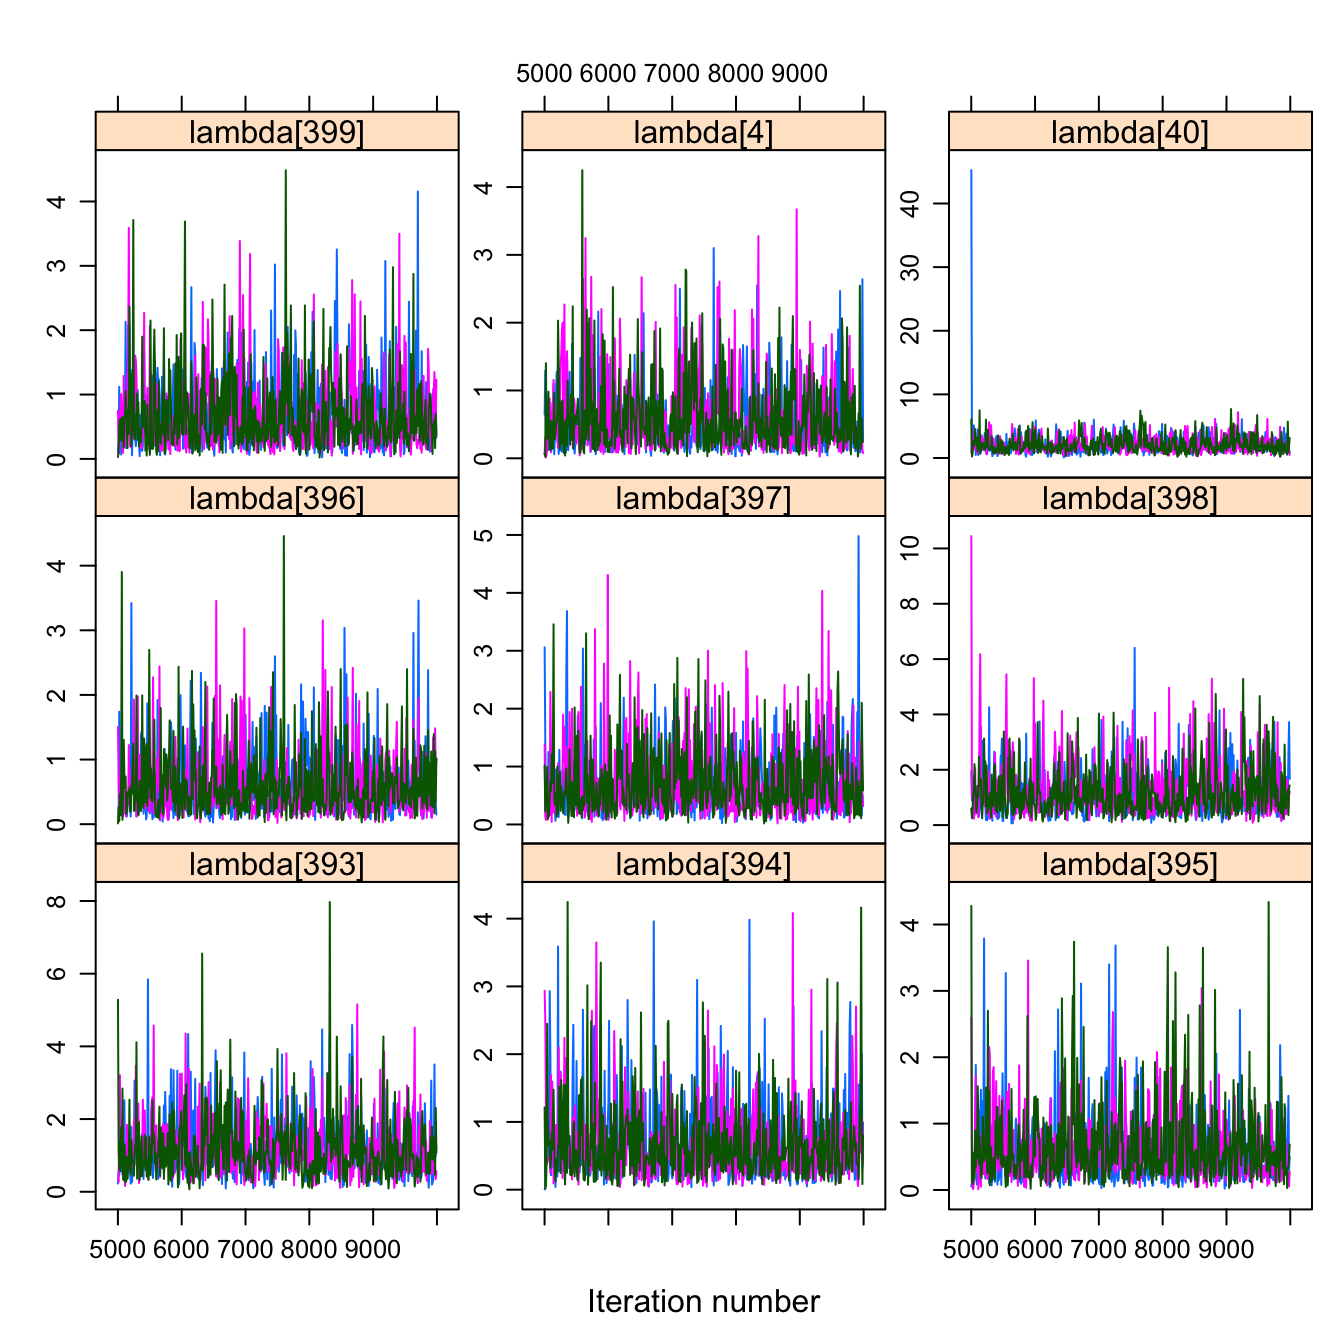 5000 6000 7000 8000 9000
lambda[399] lambda[4] lambda[40]
0 1 2 3 4
0 1 2 3 4
0 10 20 30 40
lambda[396] lambda[397] lambda[398]
0 1 2 3 4
0 1 2 3 4 5
0 2 4 6 8 10
lambda[393] lambda[394] lambda[395]
0 2 4 6 8
0 1 2 3 4
0 1 2 3 4
5000 6000 7000 8000 9000
5000 6000 7000 8000 9000
Iteration number